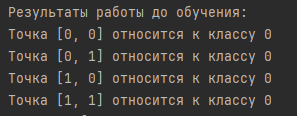 Результаты работы до обучения:
Точка [0, 0] относится к классу 0
Точка [0, 1] относится к классу 0
Точка [1, 0] относится к классу 0
Точка [1, 1] относится к классу 0